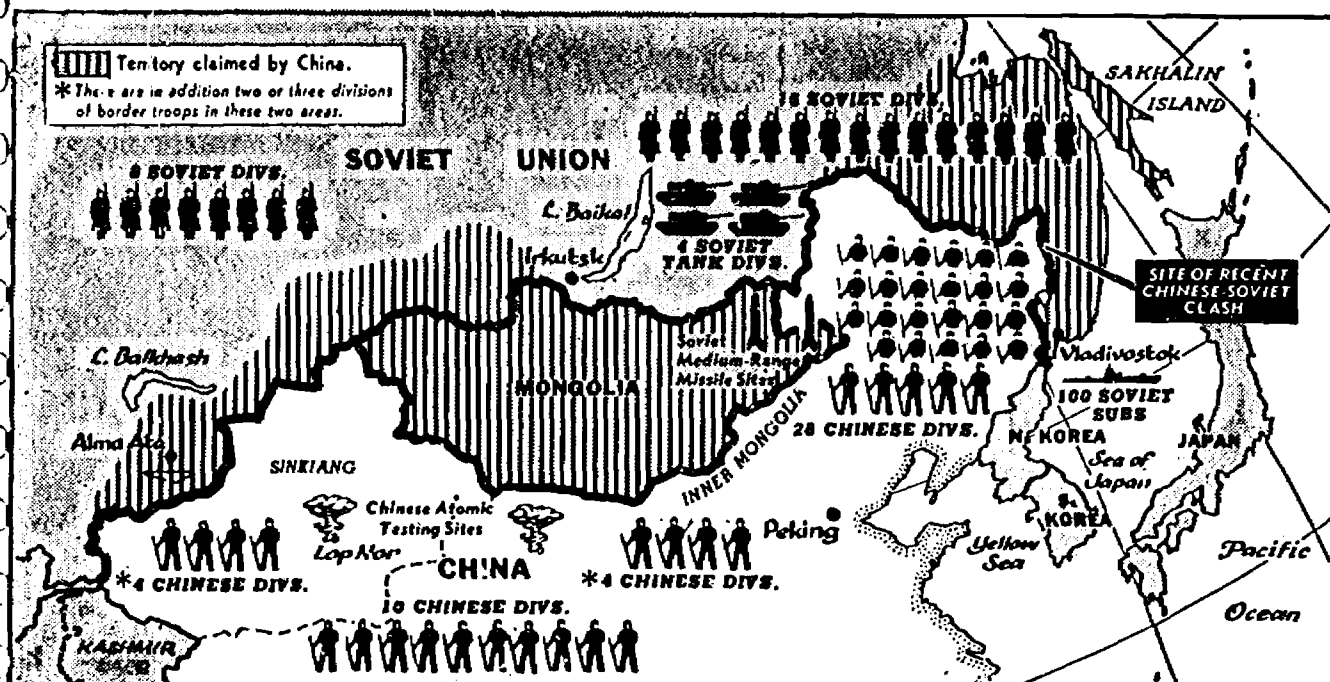 Territory claimed by China.
* There are in addition two or three divisions
of border troops in these two areas.
SAKHALIN
ISLAND
SOVIET DIVS.
SOVIET UNION
8 SOVIET DIVS.
L. Baikal
4 SOVIET
TANK DIVS.
Irkutsk
SITE OF RECENT
CHINESE-SOVIET
CLASH
L. Balkhash
Soviet
Medium-Range
Missile Sites
MONGOLIA
Vladivostok
100 SOVIET
SUBS
28 CHINESE DIVS.
INNER MONGOLIA
N. KOREA
JAPAN
Alma Ata
SINKIANG
Sea of
Japan
Chinese Atomic
Testing Sites
Lop Nor
Peking
S. KOREA
Yellow
Sea
Pacific
Ocean
CHINA
*4 CHINESE DIVS.
*4 CHINESE DIVS.
10 CHINESE DIVS.
KASHMIR